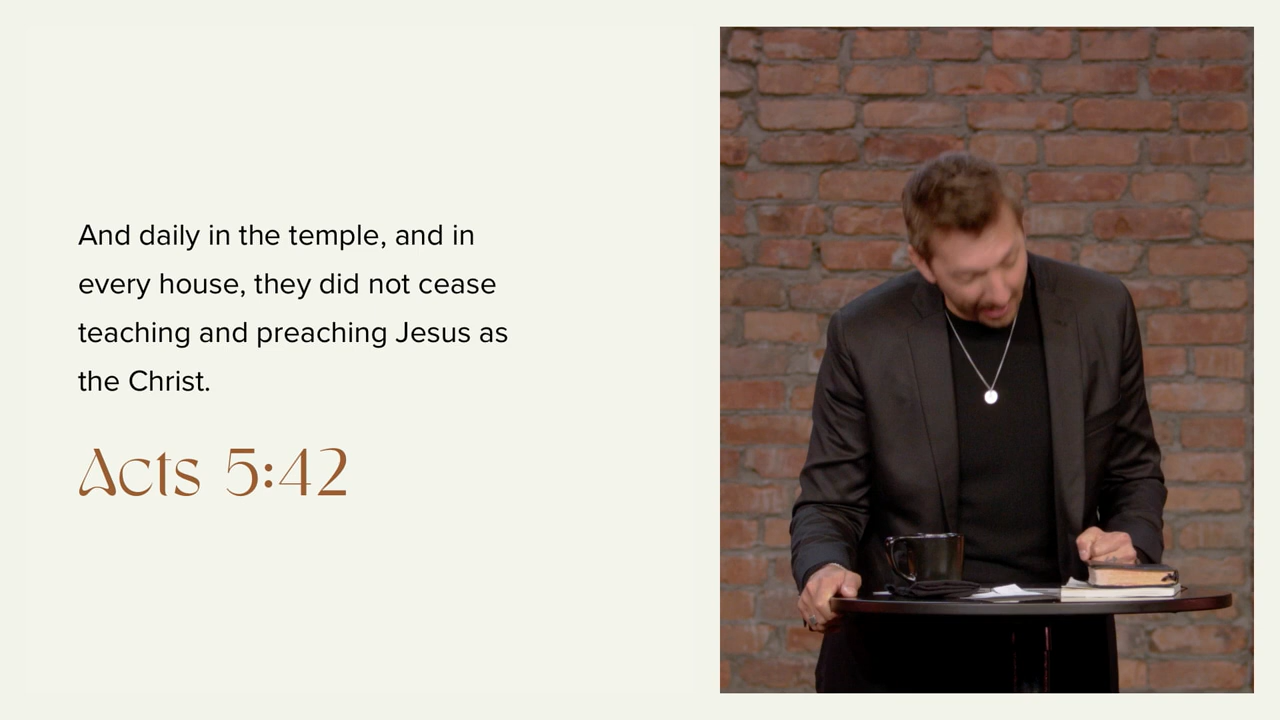 And daily in the temple, and in
every house, they did not cease
teaching and preaching Jesus as
the Christ.
Acts 5:42